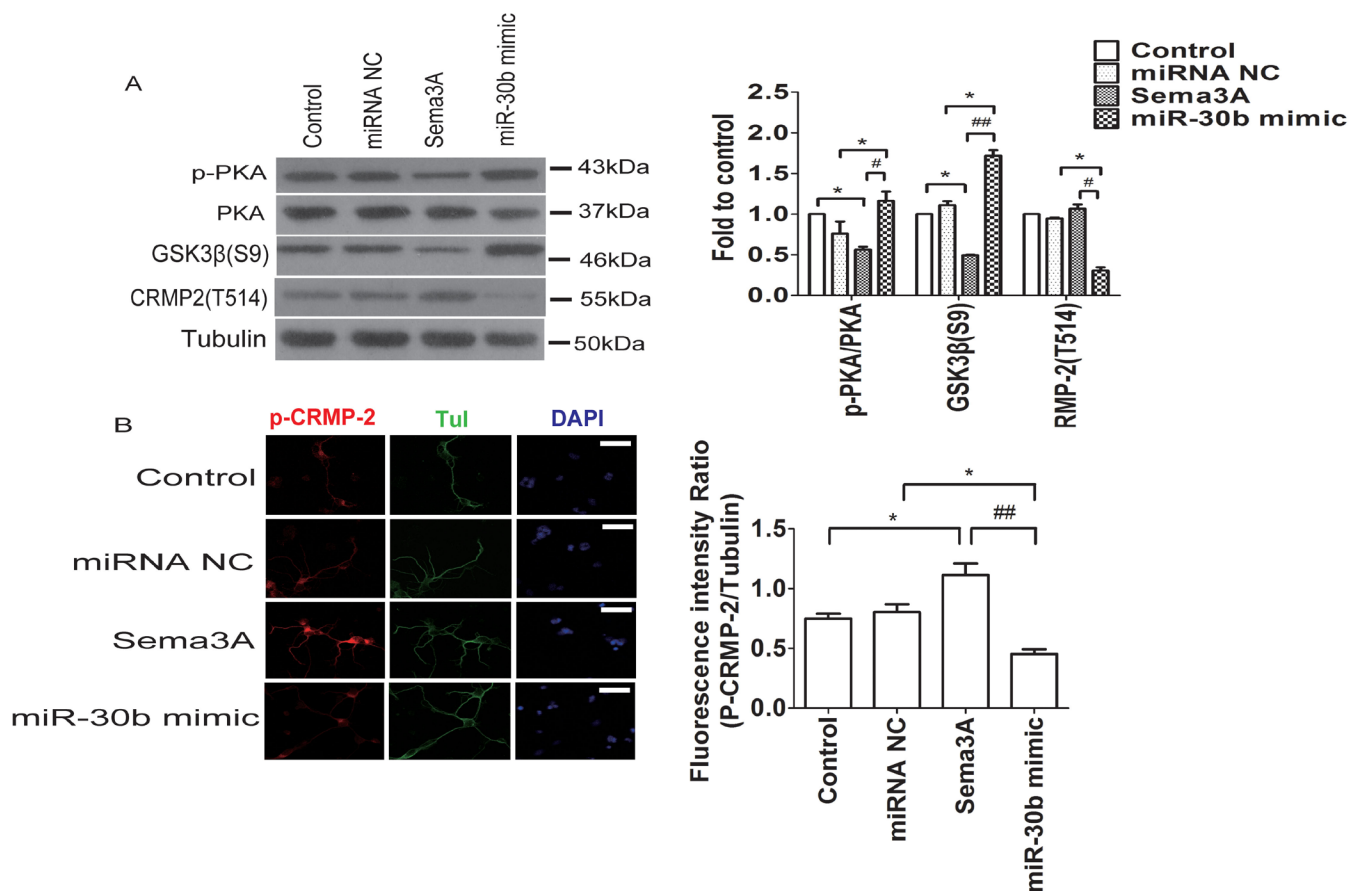 A
Control
miRNA NC
Sema3A
miR-30b mimic
p-PKA
43kDa
PKA
37kDa
GSK3β(S9)
46kDa
CRMP2(T514)
55kDa
Tubulin
50kDa
Control
miRNA NC
Sema3A
miR-30b mimic
Fold to control
2.5
2.0
1.5
1.0
0.5
0.0
* * #
* * ##
* #
p-PKA/PKA
GSK3β(S9)
RMP-2(T514)
B
p-CRMP-2 Tul DAPI
Control
miRNA NC
Sema3A
miR-30b mimic
Fluorescence intensity Ratio
(P-CRMP-2/Tubulin)
1.5
1.0
0.5
0.0
*
* ##
Control
miRNA NC
Sema3A
miR-30b mimic